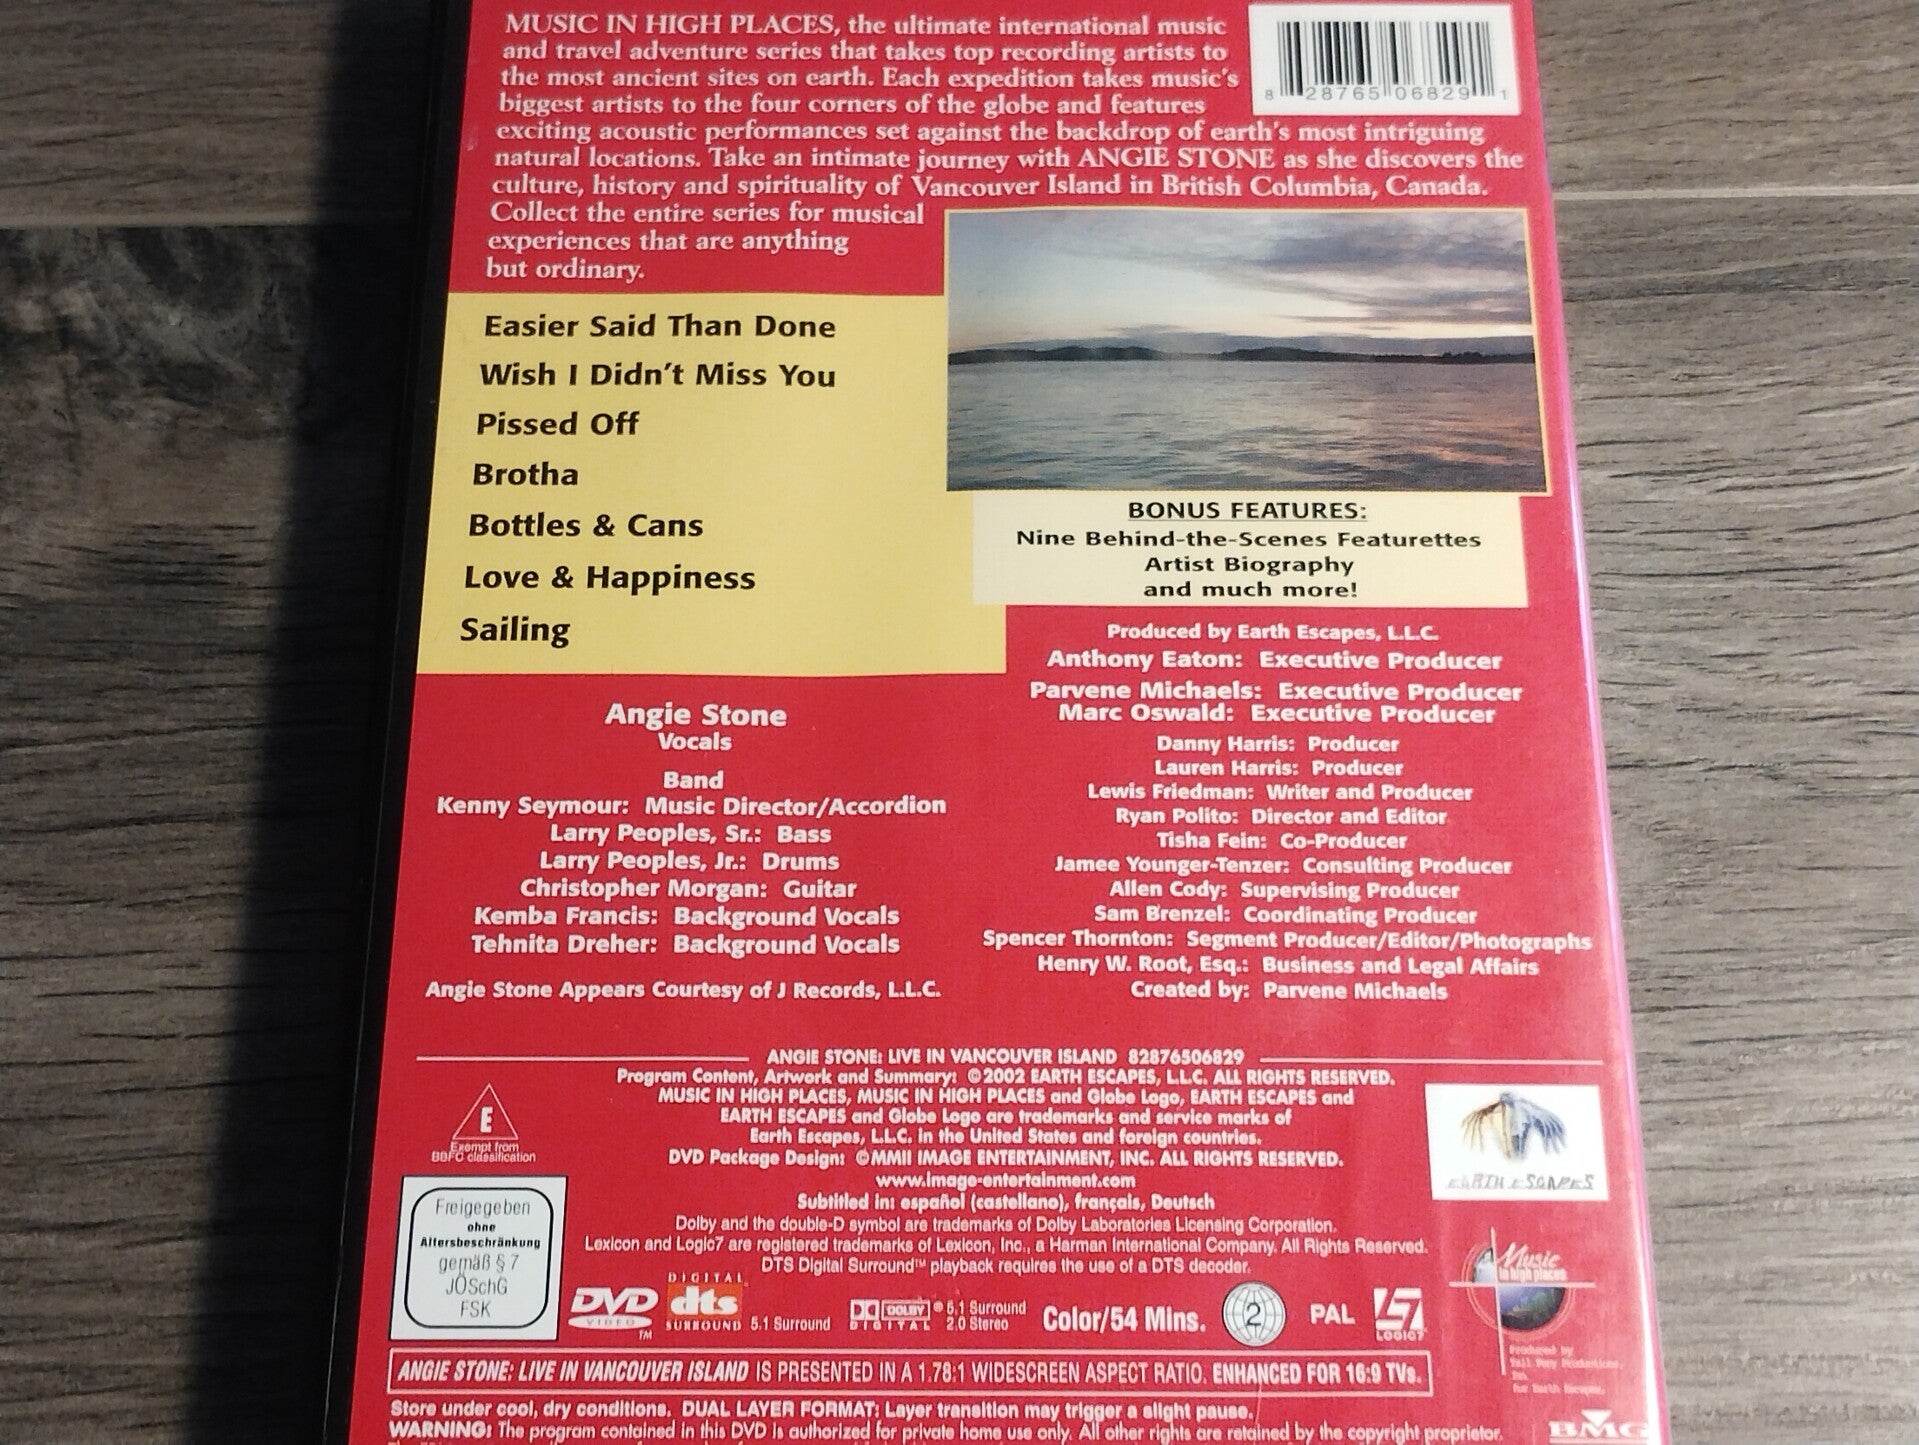 MUSIC IN HIGH PLACES, the ultimate international music
and travel adventure series that takes top recording artists to
the most ancient sites on earth. Each expedition takes music's
biggest artists to the four corners of the globe and features
exciting acoustic performances set against the backdrop of earth's most intriguing
natural locations. Take an intimate journey with ANGIE STONE as she discovers the
culture, history and spirituality of Vancouver Island in British Columbia, Canada.
Collect the entire series for musical
experiences that are anything
but ordinary.
8 28765 06829 1
Easier Said Than Done
Wish I Didn't Miss You
Pissed Off
Brotha
Bottles & Cans
Love & Happiness
Sailing
BONUS FEATURES:
Nine Behind-the-Scenes Featurettes
Artist Biography
and much more!
Angie Stone
Vocals
Band
Kenny Seymour: Music Director/Accordion
Larry Peoples, Sr.: Bass
Larry Peoples, Jr.: Drums
Christopher Morgan: Guitar
Kemba Francis: Background Vocals
Tehnita Dreher: Background Vocals
Angie Stone Appears Courtesy of J Records, L.L.C.
Produced by Earth Escapes, L.L.C.
Anthony Eaton: Executive Producer
Parvene Michaels: Executive Producer
Marc Oswald: Executive Producer
Danny Harris: Producer
Lauren Harris: Producer
Lewis Friedman: Writer and Producer
Ryan Polito: Director and Editor
Tisha Fein: Co-Producer
Jamee Younger-Tenzer: Consulting Producer
Allen Cody: Supervising Producer
Sam Brenzel: Coordinating Producer
Spencer Thornton: Segment Producer/Editor/Photographs
Henry W. Root, Esq.: Business and Legal Affairs
Created by: Parvene Michaels
ANGIE STONE: LIVE IN VANCOUVER ISLAND 82876506829
Program Content, Artwork and Summary: ©2002 EARTH ESCAPES, L.L.C. ALL RIGHTS RESERVED.
MUSIC IN HIGH PLACES, MUSIC IN HIGH PLACES and Globe Logo, EARTH ESCAPES and
EARTH ESCAPES and Globe Logo are trademarks and service marks of
Earth Escapes, L.L.C. in the United States and foreign countries.
DVD Package Design: ©MMII IMAGE ENTERTAINMENT, INC. ALL RIGHTS RESERVED.
www.image-entertainment.com
Subtitled in: español (castellano), français, Deutsch
Dolby and the double-D symbol are trademarks of Dolby Laboratories Licensing Corporation.
Lexicon and Logic7 are registered trademarks of Lexicon, Inc., a Harman International Company. All Rights Reserved.
DTS Digital Surround™ playback requires the use of a DTS decoder.
E
Exempt from
BBFC classification
Freigegeben
ohne
Altersbeschränkung
gemäß § 7
JÖSchG
FSK
EARTH ESCAPES
Music
in high places
Produced by
Tall Pony Productions,
Inc.
for Earth Escapes.
DVD
VIDEO
TM
DIGITAL
dts
SURROUND 5.1 Surround
DOLBY
DIGITAL
® 5.1 Surround
2.0 Stereo
Color/54 Mins.
2
PAL
L7
LOGIC7
ANGIE STONE: LIVE IN VANCOUVER ISLAND IS PRESENTED IN A 1.78:1 WIDESCREEN ASPECT RATIO. ENHANCED FOR 16:9 TVs.
Store under cool, dry conditions. DUAL LAYER FORMAT: Layer transition may trigger a slight pause.
WARNING: The program contained in this DVD is authorized for private home use only. All other rights are retained by the copyright proprietor.
BMG